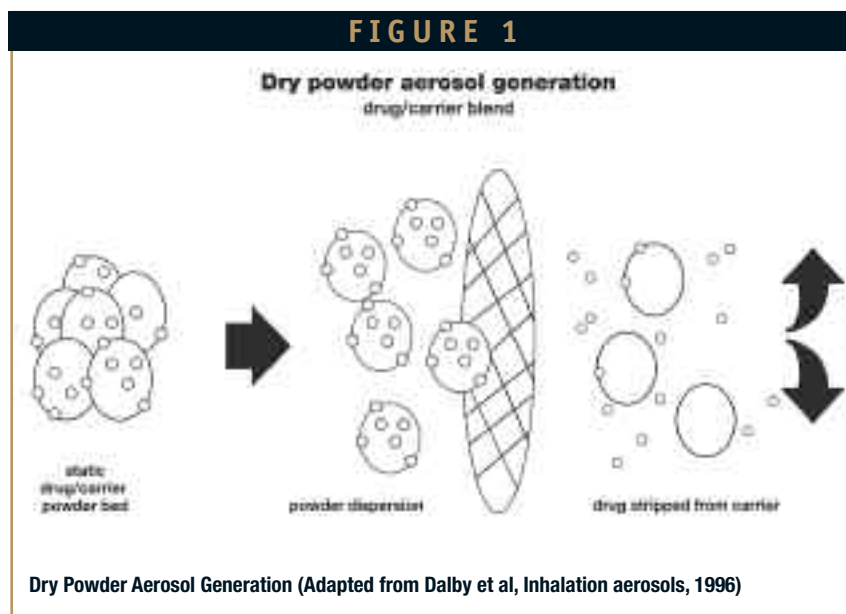 FIGURE 1
Dry powder aerosol generation
drug/carrier blend
static
drug/carrier
powder bed
powder dispersion
drug stripped from carrier
Dry Powder Aerosol Generation (Adapted from Dalby et al, Inhalation aerosols, 1996)